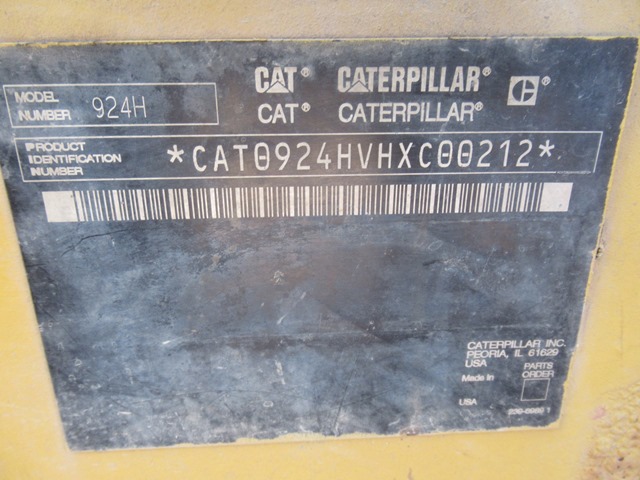 CAT® CATERPILLAR®
MODEL NUMBER 924H
CAT® CATERPILLAR®
PRODUCT IDENTIFICATION NUMBER *CAT0924HVHXC00212*
CATERPILLAR INC.
PEORIA, IL 61629
USA
Made in
USA
PARTS ORDER